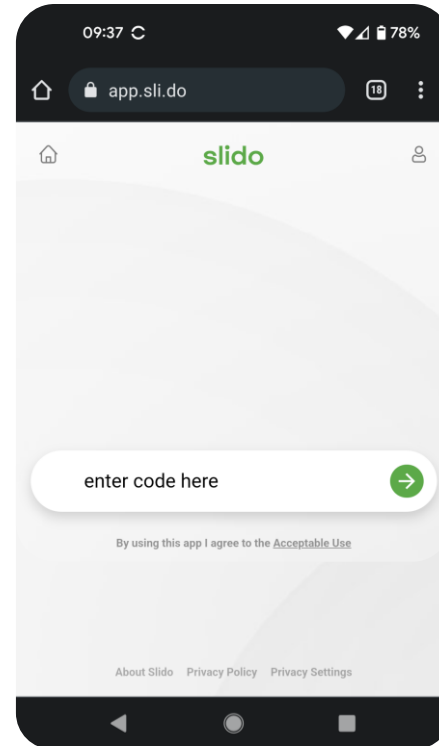 09:37 78%
app.sli.do 18
slido
enter code here
By using this app I agree to the Acceptable Use
About Slido Privacy Policy Privacy Settings